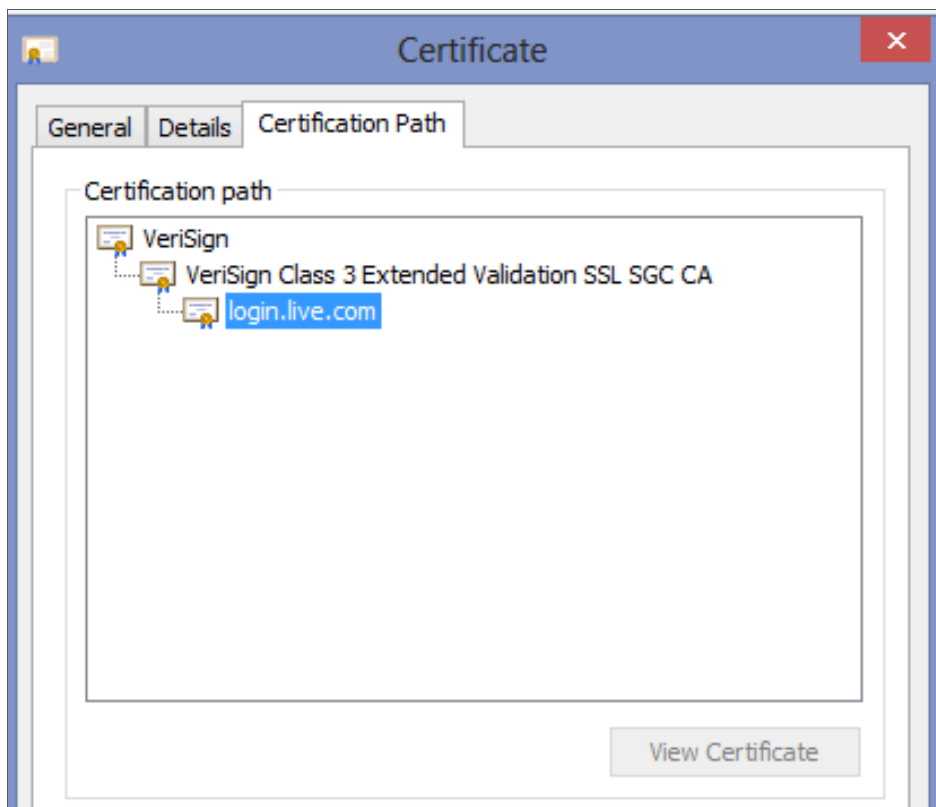 Certificate
General Details Certification Path
Certification path
VeriSign
VeriSign Class 3 Extended Validation SSL SGC CA
login.live.com
View Certificate